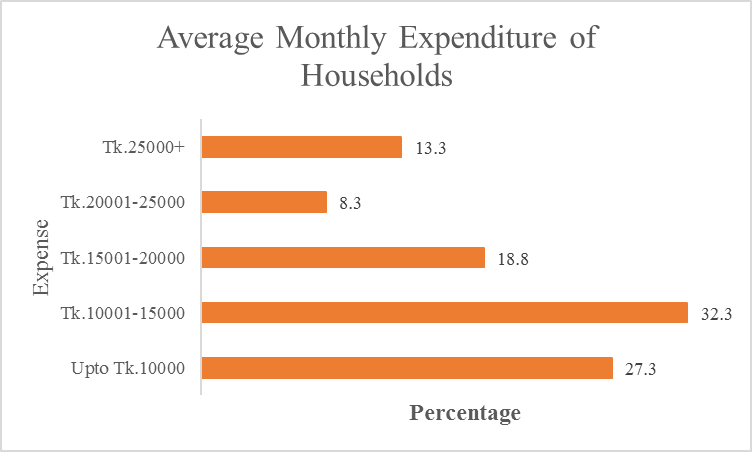 Average Monthly Expenditure of
Households
Expense
Tk.25000+ 13.3
Tk.20001-25000 8.3
Tk.15001-20000 18.8
Tk.10001-15000 32.3
Upto Tk.10000 27.3
Percentage